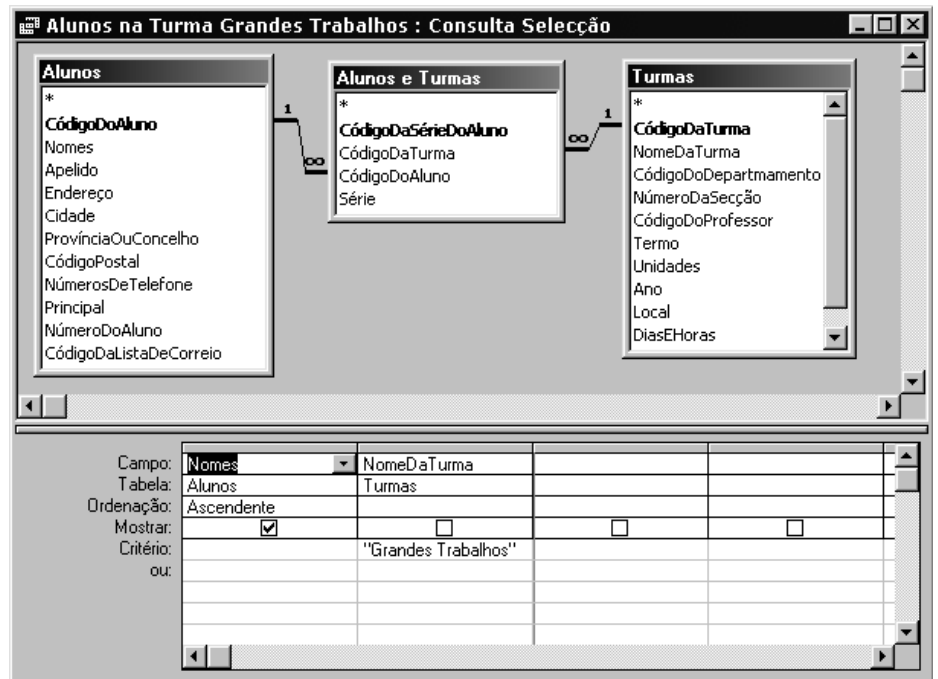 Alunos na Turma Grandes Trabalhos : Consulta Selecção
Alunos
*
CódigoDoAluno
Nomes
Apelido
Endereço
Cidade
ProvínciaOuConcelho
CódigoPostal
NúmerosDeTelefone
Principal
NúmeroDoAluno
CódigoDaListaDeCorreio
1
∞
Alunos e Turmas
*
CódigoDaSérieDoAluno
CódigoDaTurma
CódigoDoAluno
Série
∞
1
Turmas
*
CódigoDaTurma
NomeDaTurma
CódigoDoDepartmamento
NúmeroDaSecção
CódigoDoProfessor
Termo
Unidades
Ano
Local
DiasEHoras
Campo: Nomes NomeDaTurma
Tabela: Alunos Turmas
Ordenação: Ascendente
Mostrar:
Critério: "Grandes Trabalhos"
ou: